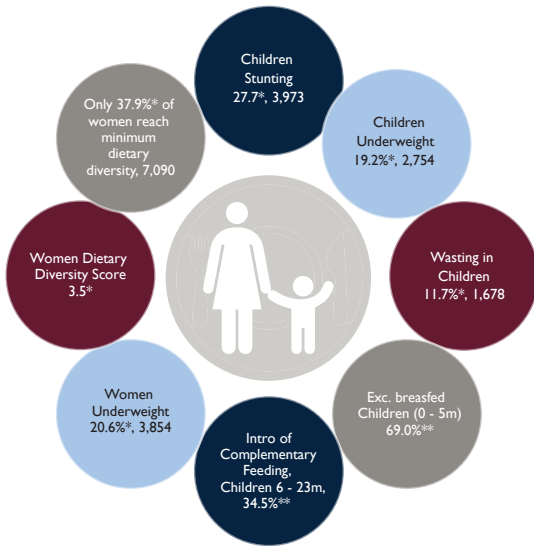 Children
Stunting
27.7*, 3,973
Children
Underweight
19.2%*, 2,754
Wasting in
Children
11.7%*, 1,678
Exc. breasfed
Children (0 - 5m)
69.0%**
Intro of
Complementary
Feeding,
Children 6 - 23m,
34.5%**
Women
Underweight
20.6%*, 3,854
Women Dietary
Diversity Score
3.5*
Only 37.9%* of
women reach
minimum
dietary
diversity, 7,090